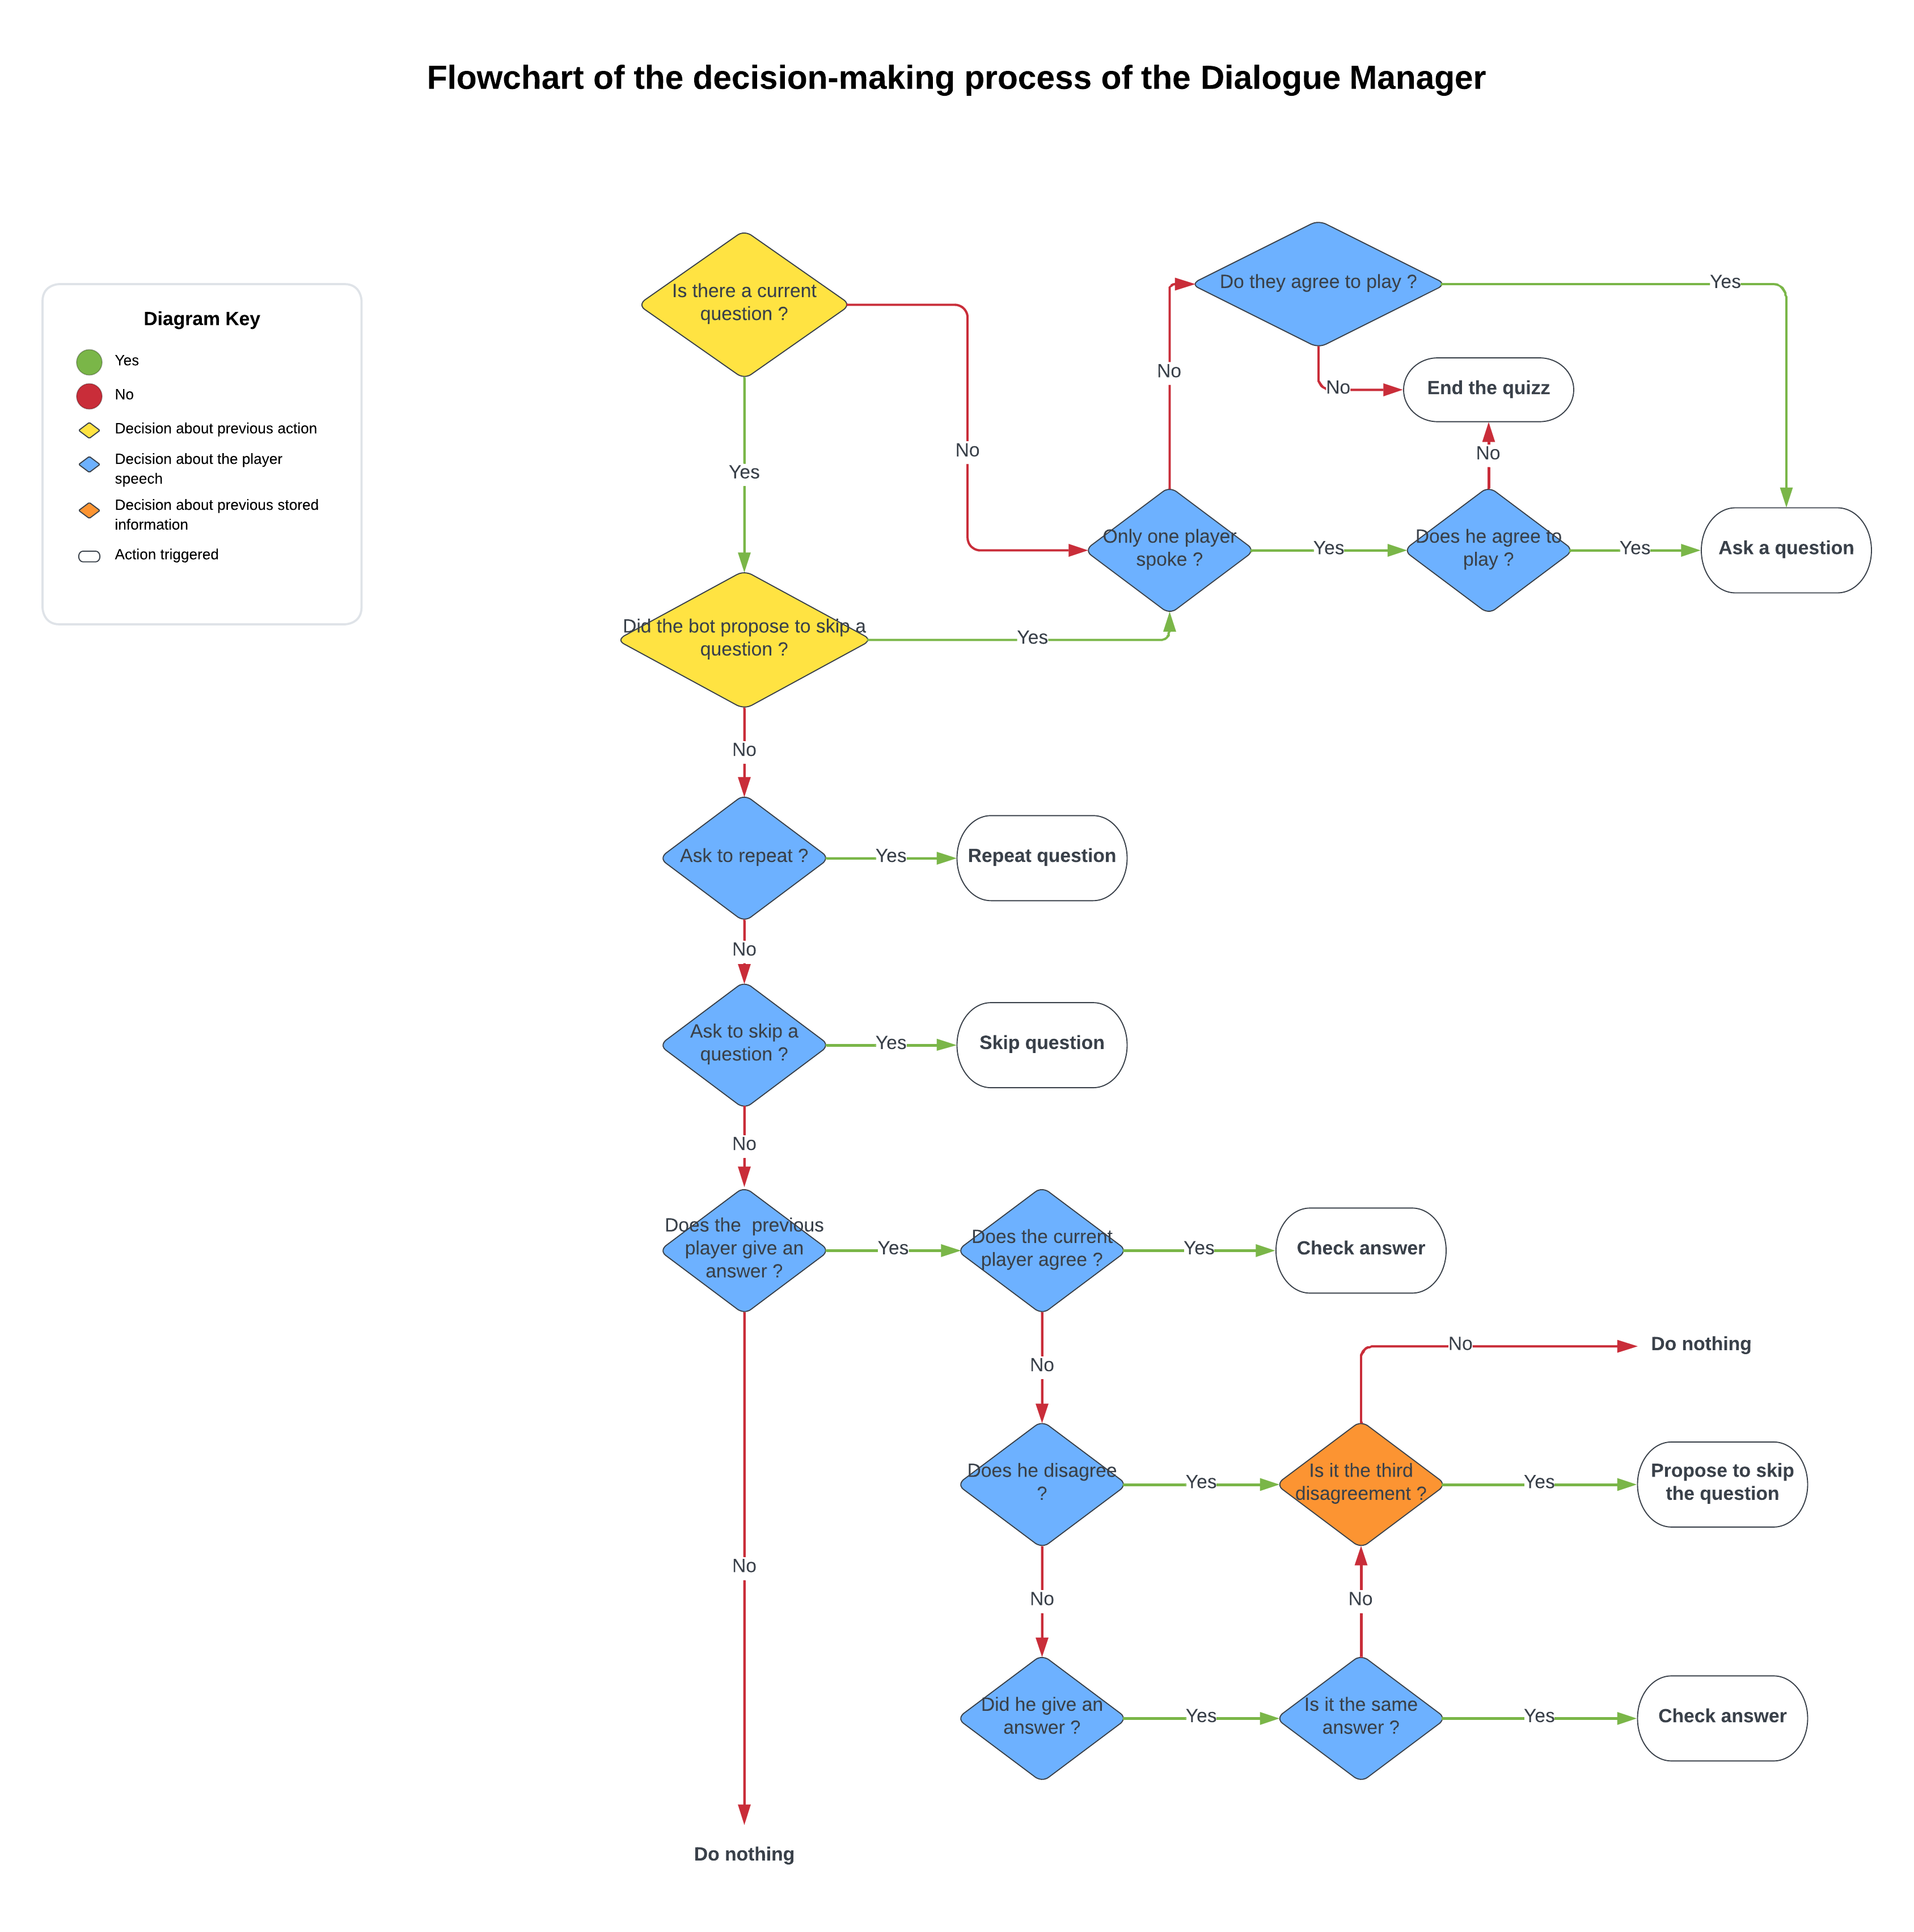 Flowchart of the decision-making process of the Dialogue Manager
Diagram Key
Yes
No
Decision about previous action
Decision about the player
speech
Decision about previous stored
information
Action triggered
Is there a current
question ?
No
Yes
Do they agree to play ?
Yes
No
End the quizz
No
No
Only one player
spoke ?
Yes
Does he agree to
play ?
Yes
Ask a question
Did the bot propose to skip a
question ?
Yes
No
Ask to repeat ?
Yes
Repeat question
No
Ask to skip a
question ?
Yes
Skip question
No
Does the  previous
player give an
answer ?
Yes
Does the current
player agree ?
Yes
Check answer
No
No
Do nothing
Does he disagree
?
Yes
Is it the third
disagreement ?
Yes
Propose to skip
the question
No
No
No
Did he give an
answer ?
Yes
Is it the same
answer ?
Yes
Check answer
Do nothing